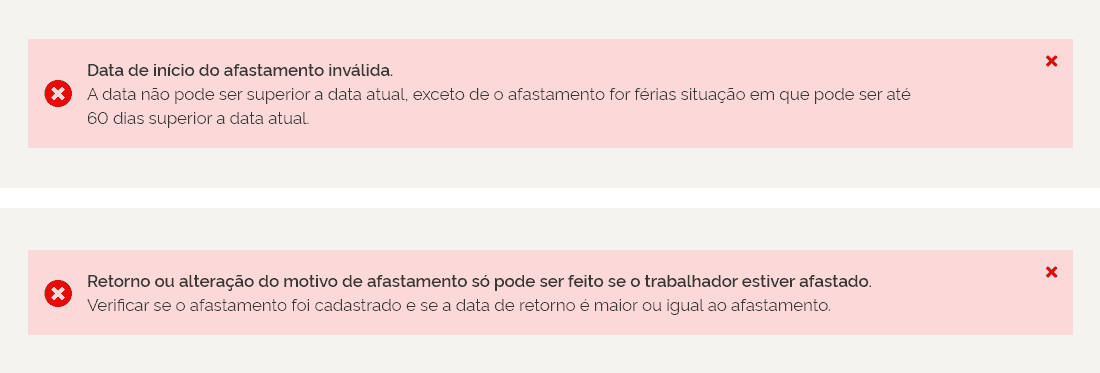 Data de início do afastamento inválida.
A data não pode ser superior a data atual, exceto de o afastamento for férias situação em que pode ser até
60 dias superior a data atual.
Retorno ou alteração do motivo de afastamento só pode ser feito se o trabalhador estiver afastado.
Verificar se o afastamento foi cadastrado e se a data de retorno é maior ou igual ao afastamento.